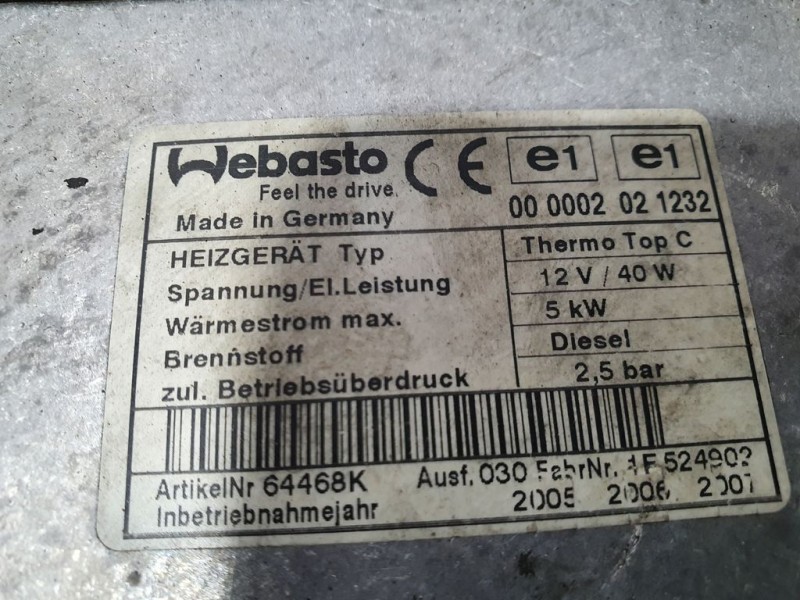 Webasto CE e1 e1
Feel the drive
00 0002 02 1232
Made in Germany
HEIZGERÄT Typ Thermo Top C
Spannung/El.Leistung 12 V / 40 W
Wärmestrom max. 5 kW
Brennstoff Diesel
zul. Betriebsüberdruck 2,5 bar
ArtikelNr 64468K Ausf. 030 FabrNr.
Inbetriebnahmejahr 2005 2006 2007